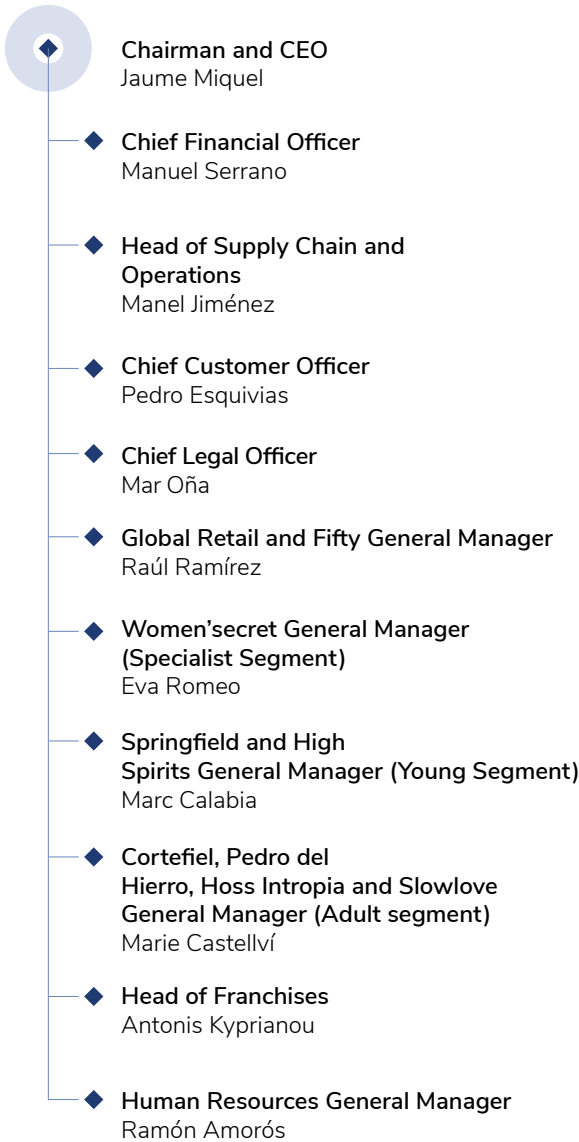 Chairman and CEO
Jaume Miquel
Chief Financial Officer
Manuel Serrano
Head of Supply Chain and
Operations
Manel Jiménez
Chief Customer Officer
Pedro Esquivias
Chief Legal Officer
Mar Oña
Global Retail and Fifty General Manager
Raúl Ramírez
Women’secret General Manager
(Specialist Segment)
Eva Romeo
Springfield and High
Spirits General Manager (Young Segment)
Marc Calabia
Cortefiel, Pedro del
Hierro, Hoss Intropia and Slowlove
General Manager (Adult segment)
Marie Castellví
Head of Franchises
Antonis Kyprianou
Human Resources General Manager
Ramón Amorós